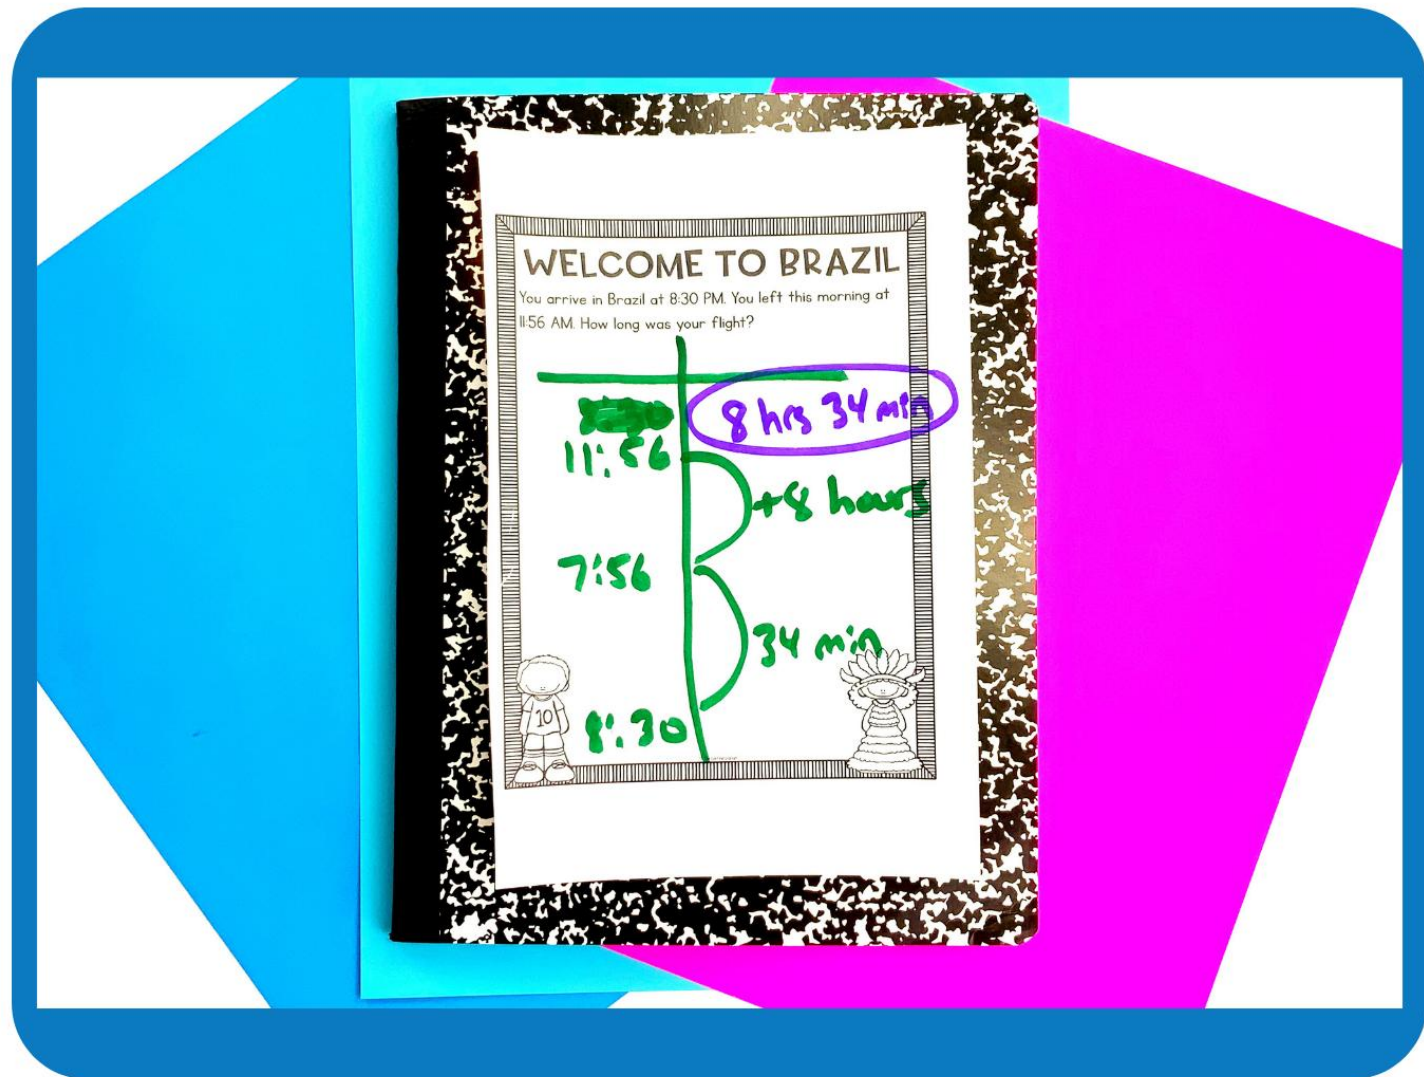 WELCOME TO BRAZIL
You arrive in Brazil at 8:30 PM. You left this morning at
11:56 AM. How long was your flight?
8 hrs 34 min
11:56
+8 hours
7:56
34 min
10
8:30